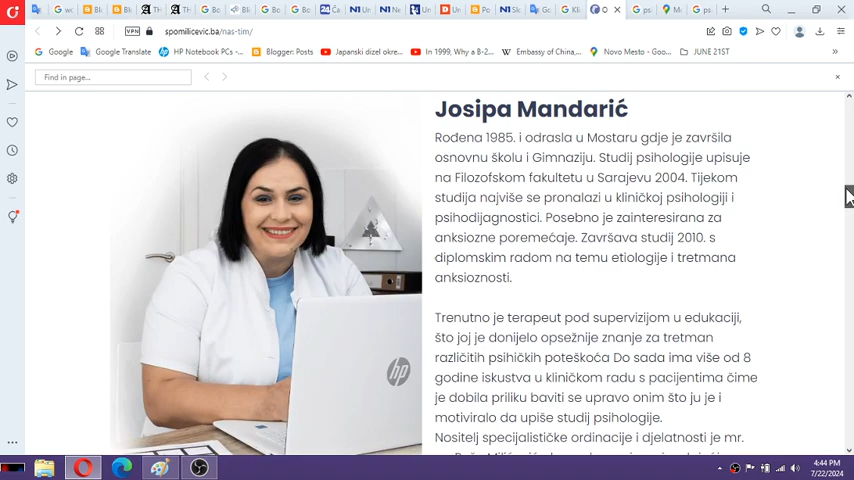 spomilicevic.ba/nas-tim/
VPN
Google
Google Translate
HP Notebook PCs -...
Blogger: Posts
Japanski dizel okre...
In 1999, Why a B-2...
Embassy of China,...
Novo Mesto – Goo...
JUNE 21ST
Find in page...
Josipa Mandarić
Rođena 1985. i odrasla u Mostaru gdje je završila
osnovnu školu i Gimnaziju. Studij psihologije upisuje
na Filozofskom fakultetu u Sarajevu 2004. Tijekom
studija najviše se pronalazi u kliničkoj psihologiji i
psihodijagnostici. Posebno je zainteresirana za
anksiozne poremećaje. Završava studij 2010. s
diplomskim radom na temu etiologije i tretmana
anksioznosti.
Trenutno je terapeut pod supervizijom u edukaciji,
što joj je donijelo opsežnije znanje za tretman
različitih psihičkih poteškoća Do sada ima više od 8
godine iskustva u kliničkom radu s pacijentima čime
je dobila priliku baviti se upravo onim što ju je i
motiviralo da upiše studij psihologije.
Nositelj specijalističke ordinacije i djelatnosti je mr.
hp
4:44 PM
7/22/2024